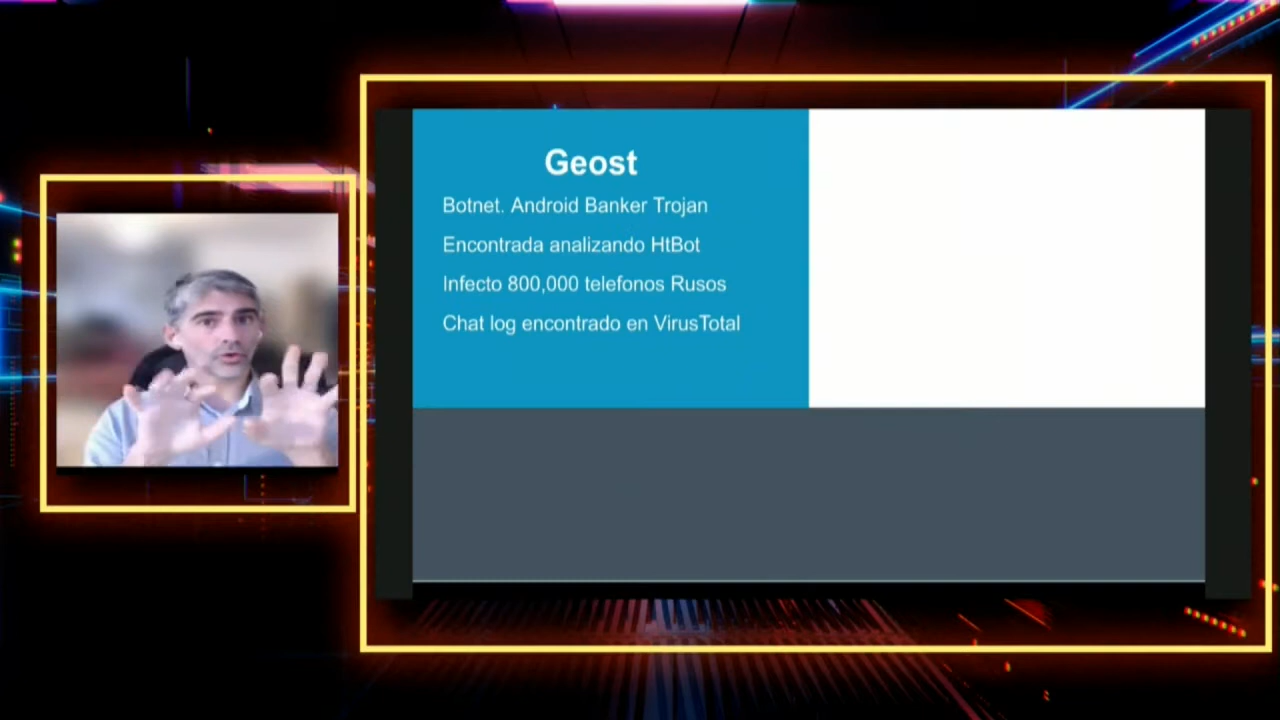 Geost
Botnet. Android Banker Trojan
Encontrada analizando HtBot
Infecto 800,000 telefonos Rusos
Chat log encontrado en VirusTotal